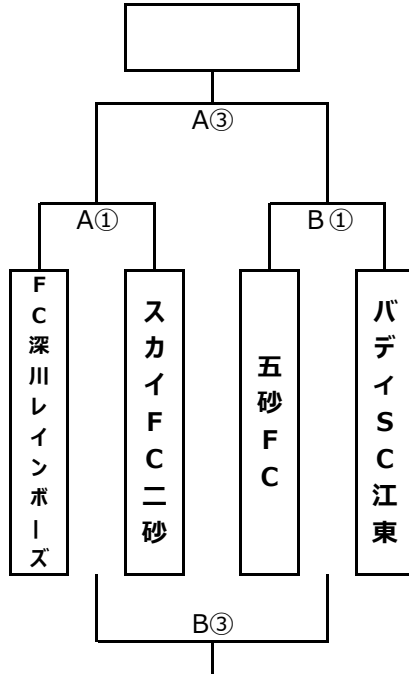 A③
A①
B①
FC深川レインボーズ
スカイFC二砂
五砂FC
バディSC江東
B③